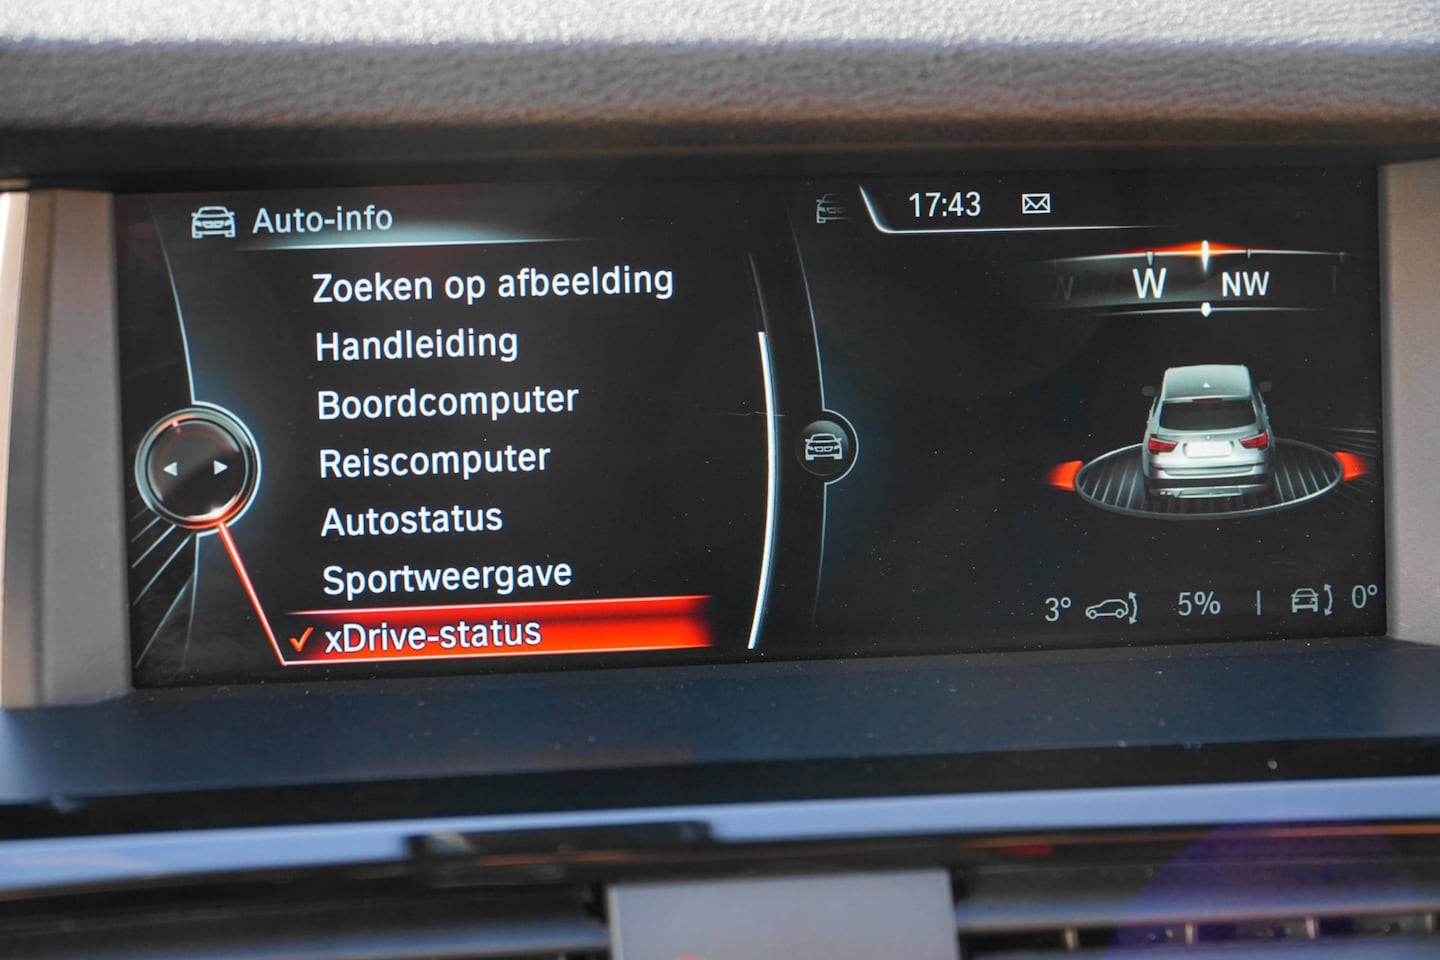 Auto-info
17:43
Zoeken op afbeelding
Handleiding
Boordcomputer
Reiscomputer
Autostatus
Sportweergave
xDrive-status
W
W
NW
3°
5%
0°